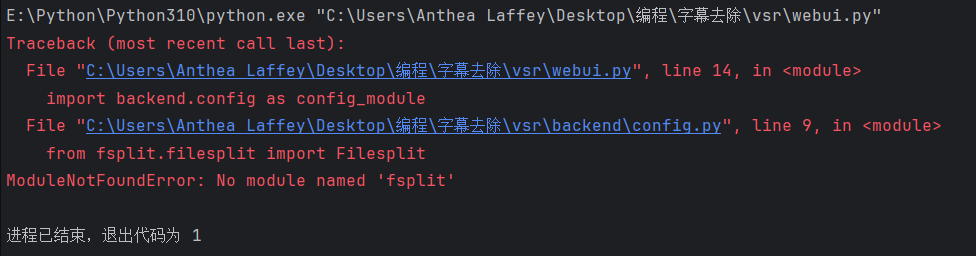 E:\Python\Python310\python.exe "C:\Users\Anthea Laffey\Desktop\编程\字幕去除\vsr\webui.py"
Traceback (most recent call last):
  File "C:\Users\Anthea Laffey\Desktop\编程\字幕去除\vsr\webui.py", line 14, in <module>
    import backend.config as config_module
  File "C:\Users\Anthea Laffey\Desktop\编程\字幕去除\vsr\backend\config.py", line 9, in <module>
    from fsplit.filesplit import Filesplit
ModuleNotFoundError: No module named 'fsplit'
进程已结束，退出代码为 1